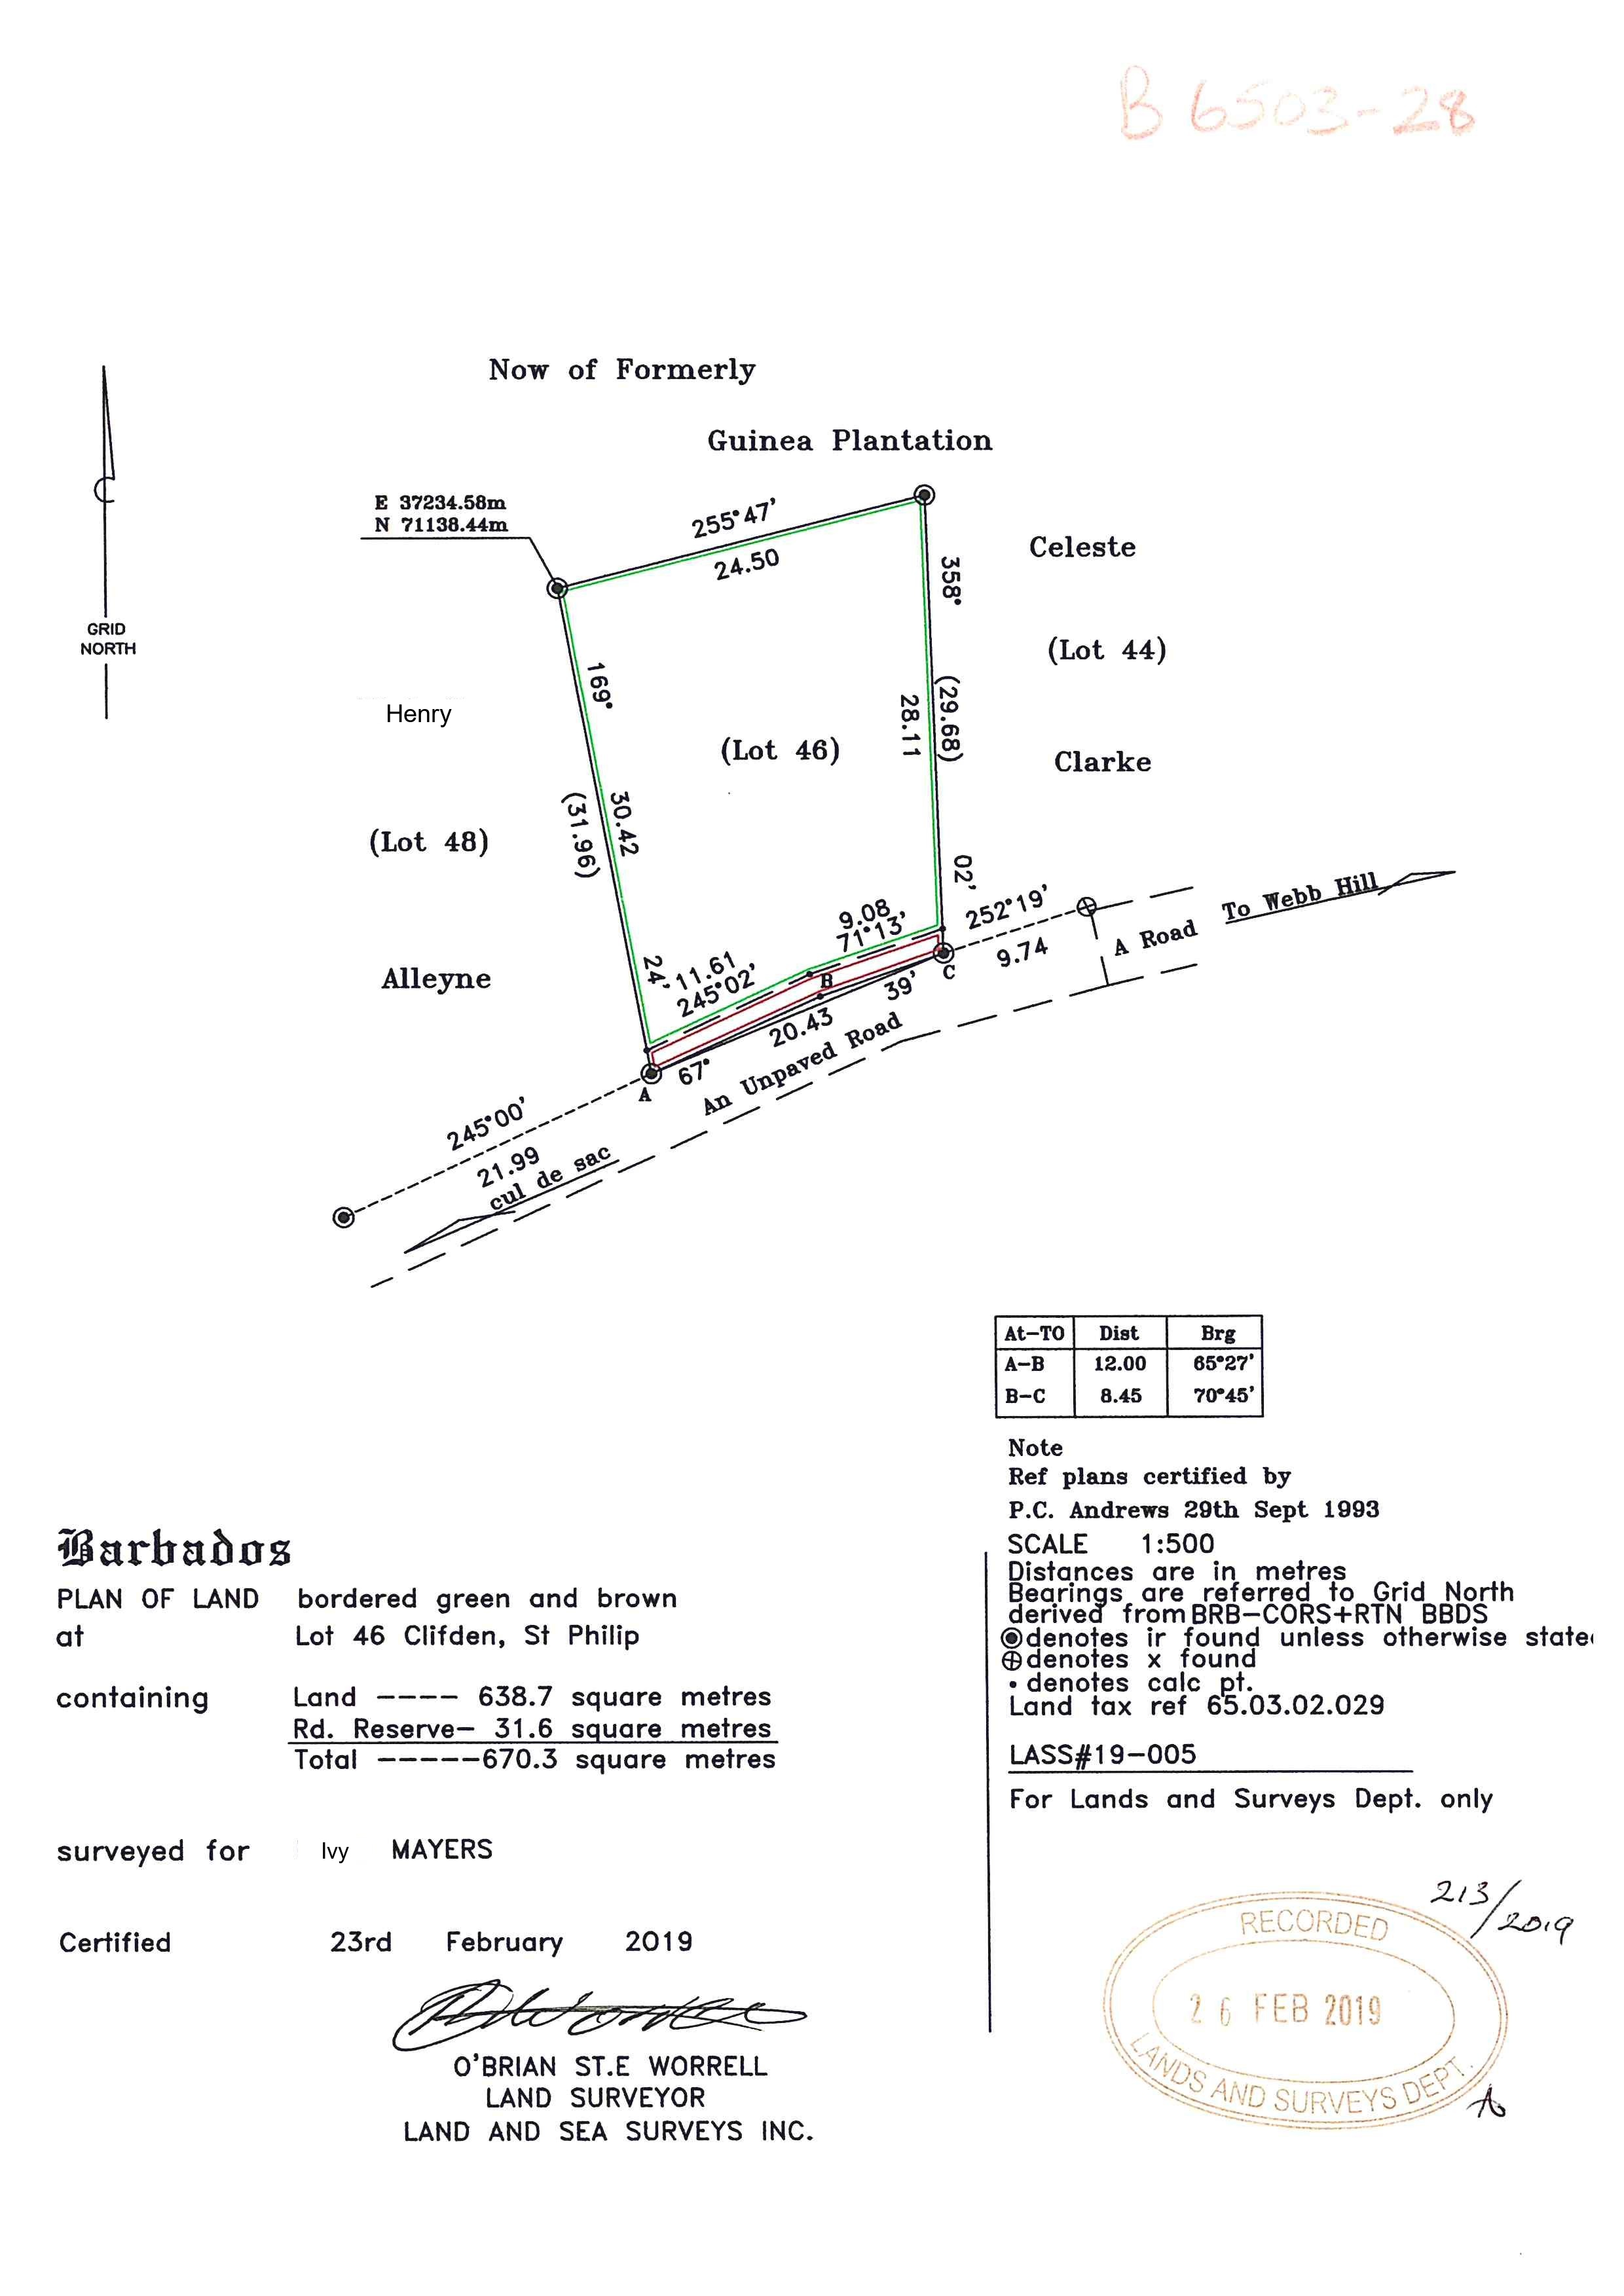 B 6503-28
Now of Formerly
Guinea Plantation
E 37234.58m
N 71138.44m
255°47'
24.50
Celeste
358°
GRID
NORTH
(Lot 44)
169°
Henry
(29.68)
28.11
(Lot 46)
Clarke
30.42
(31.96)
(Lot 48)
02'
252°19'
To Webb Hill
9.08
71°13'
A Road
9.74
Alleyne
24'
11.61
245°02'
B
C
39'
20.43
67°
A
An Unpaved Road
245°00'
21.99
cul de sac
At-TO Dist Brg
A-B 12.00 65°27'
B-C 8.45 70°45'
Note
Ref plans certified by
P.C. Andrews 29th Sept 1993
SCALE 1:500
Distances are in metres
Bearings are referred to Grid North
derived from BRB-CORS+RTN BBDS
denotes ir found unless otherwise state
denotes x found
• denotes calc pt.
Land tax ref 65.03.02.029
LASS#19-005
For Lands and Surveys Dept. only
Barbados
PLAN OF LAND bordered green and brown
at Lot 46 Clifden, St Philip
containing Land ---- 638.7 square metres
Rd. Reserve- 31.6 square metres
Total -----670.3 square metres
surveyed for Ivy MAYERS
Certified 23rd February 2019
O'BRIAN ST.E WORRELL
LAND SURVEYOR
LAND AND SEA SURVEYS INC.
213/2019
RECORDED
26 FEB 2019
LANDS AND SURVEYS DEPT.